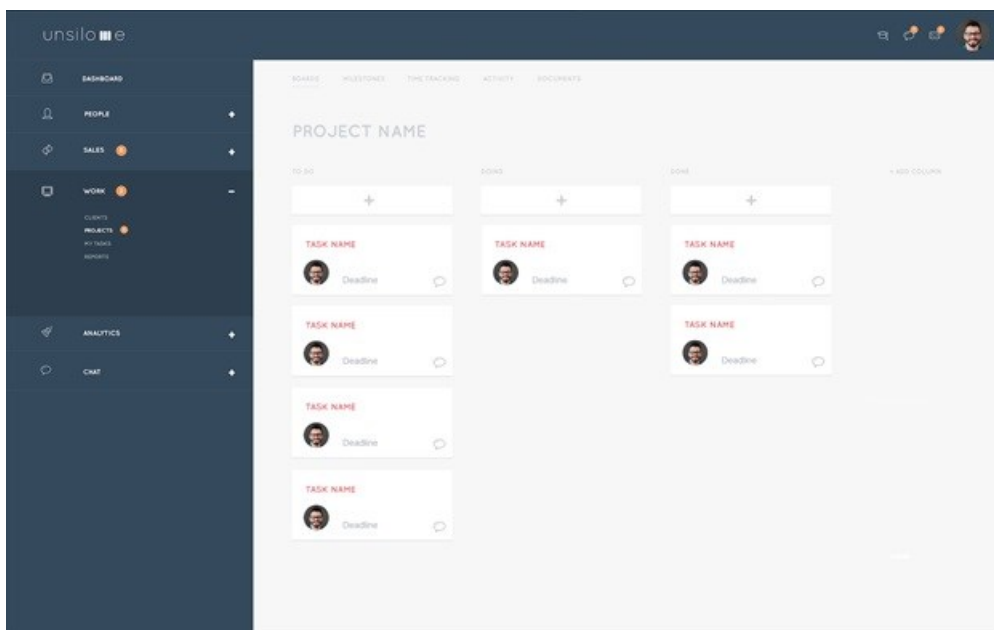 unsilo me
DASHBOARD
PEOPLE
SALES
WORK
CLIENTS
PROJECTS
MY TASKS
REPORTS
ANALYTICS
CHAT
BOARDS MILESTONES TIME TRACKING ACTIVITY DOCUMENTS
PROJECT NAME
TO DO DOING DONE + ADD COLUMN
TASK NAME TASK NAME TASK NAME
Deadline Deadline Deadline
TASK NAME TASK NAME
Deadline Deadline
TASK NAME
Deadline
TASK NAME
Deadline